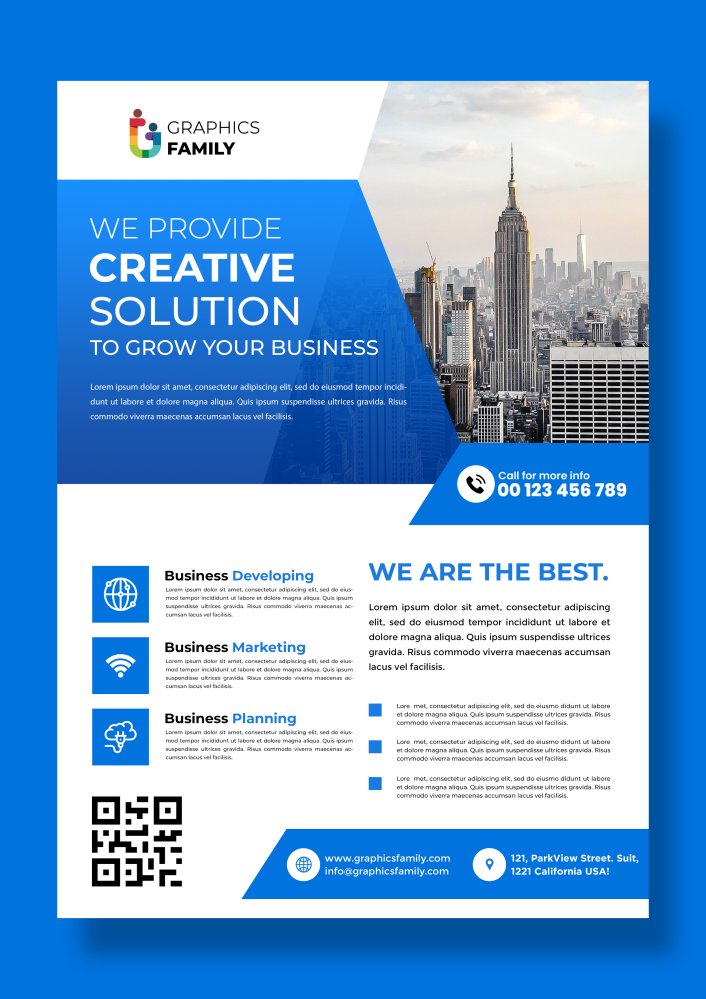 GRAPHICS
FAMILY
WE PROVIDE
CREATIVE
SOLUTION
TO GROW YOUR BUSINESS
Lorem ipsum dolor sit amet, consectetur adipiscing elit, sed do eiusmod tempor incidi-
dunt ut labore et dolore magna aliqua. Quis ipsum suspendisse ultrices gravida. Risus
commodo viverra maecenas accumsan lacus vel facilisis.
Call for more info
00 123 456 789
Business Developing
Lorem ipsum dolor sit amet, consectetur adipiscing elit, sed do eius-
mod tempor incididunt ut labore et dolore magna aliqua. Quis ipsum
suspendisse ultrices gravida. Risus commodo viverra maecenas ac-
cumsan lacus vel facilisis.
Business Marketing
Lorem ipsum dolor sit amet, consectetur adipiscing elit, sed do eius-
mod tempor incididunt ut labore et dolore magna aliqua. Quis ipsum
suspendisse ultrices gravida. Risus commodo viverra maecenas ac-
cumsan lacus vel facilisis.
Business Planning
Lorem ipsum dolor sit amet, consectetur adipiscing elit, sed do eius-
mod tempor incididunt ut labore et dolore magna aliqua. Quis ipsum
suspendisse ultrices gravida. Risus commodo viverra maecenas ac-
cumsan lacus vel facilisis.
WE ARE THE BEST.
Lorem ipsum dolor sit amet, consectetur adipiscing
elit, sed do eiusmod tempor incididunt ut labore et
dolore magna aliqua. Quis ipsum suspendisse ultrices
gravida. Risus commodo viverra maecenas accumsan
lacus vel facilisis.
Lore met, consectetur adipiscing elit, sed do eiusmo didunt ut labore
et dolore magna aliqua. Quis ipsum suspendisse ultrices gravida. Risus
commodo viverra maecenas accumsan lacus vel facilisis.
Lore met, consectetur adipiscing elit, sed do eiusmo didunt ut labore
et dolore magna aliqua. Quis ipsum suspendisse ultrices gravida. Risus
commodo viverra maecenas accumsan lacus vel facilisis.
Lore met, consectetur adipiscing elit, sed do eiusmo didunt ut labore
et dolore magna aliqua. Quis ipsum suspendisse ultrices gravida. Risus
commodo viverra maecenas accumsan lacus vel facilisis.
www.graphicsfamily.com
info@graphicsfamily.com
121, ParkView Street. Suit,
1221 California USA!